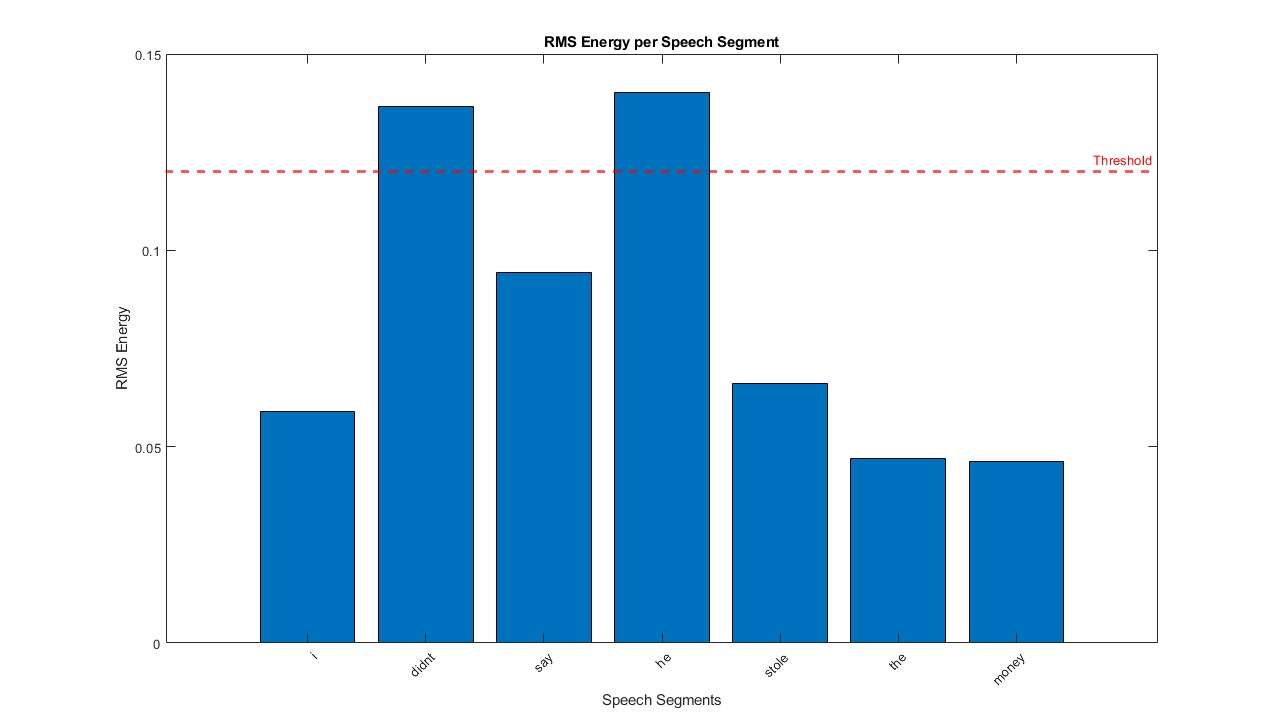 RMS Energy per Speech Segment
0.15
0.1
0.05
0
RMS Energy
Threshold
i
didnt
say
he
stole
the
money
Speech Segments